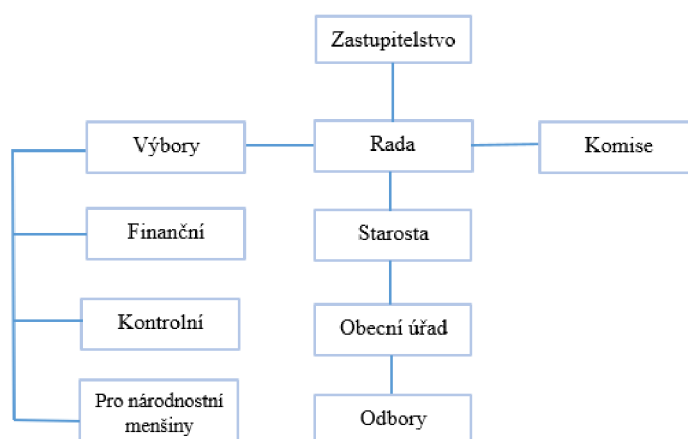 Zastupitelstvo
Výbory
Rada
Komise
Finanční
Starosta
Kontrolní
Obecní úřad
Pro národnostní
menšiny
Odbory